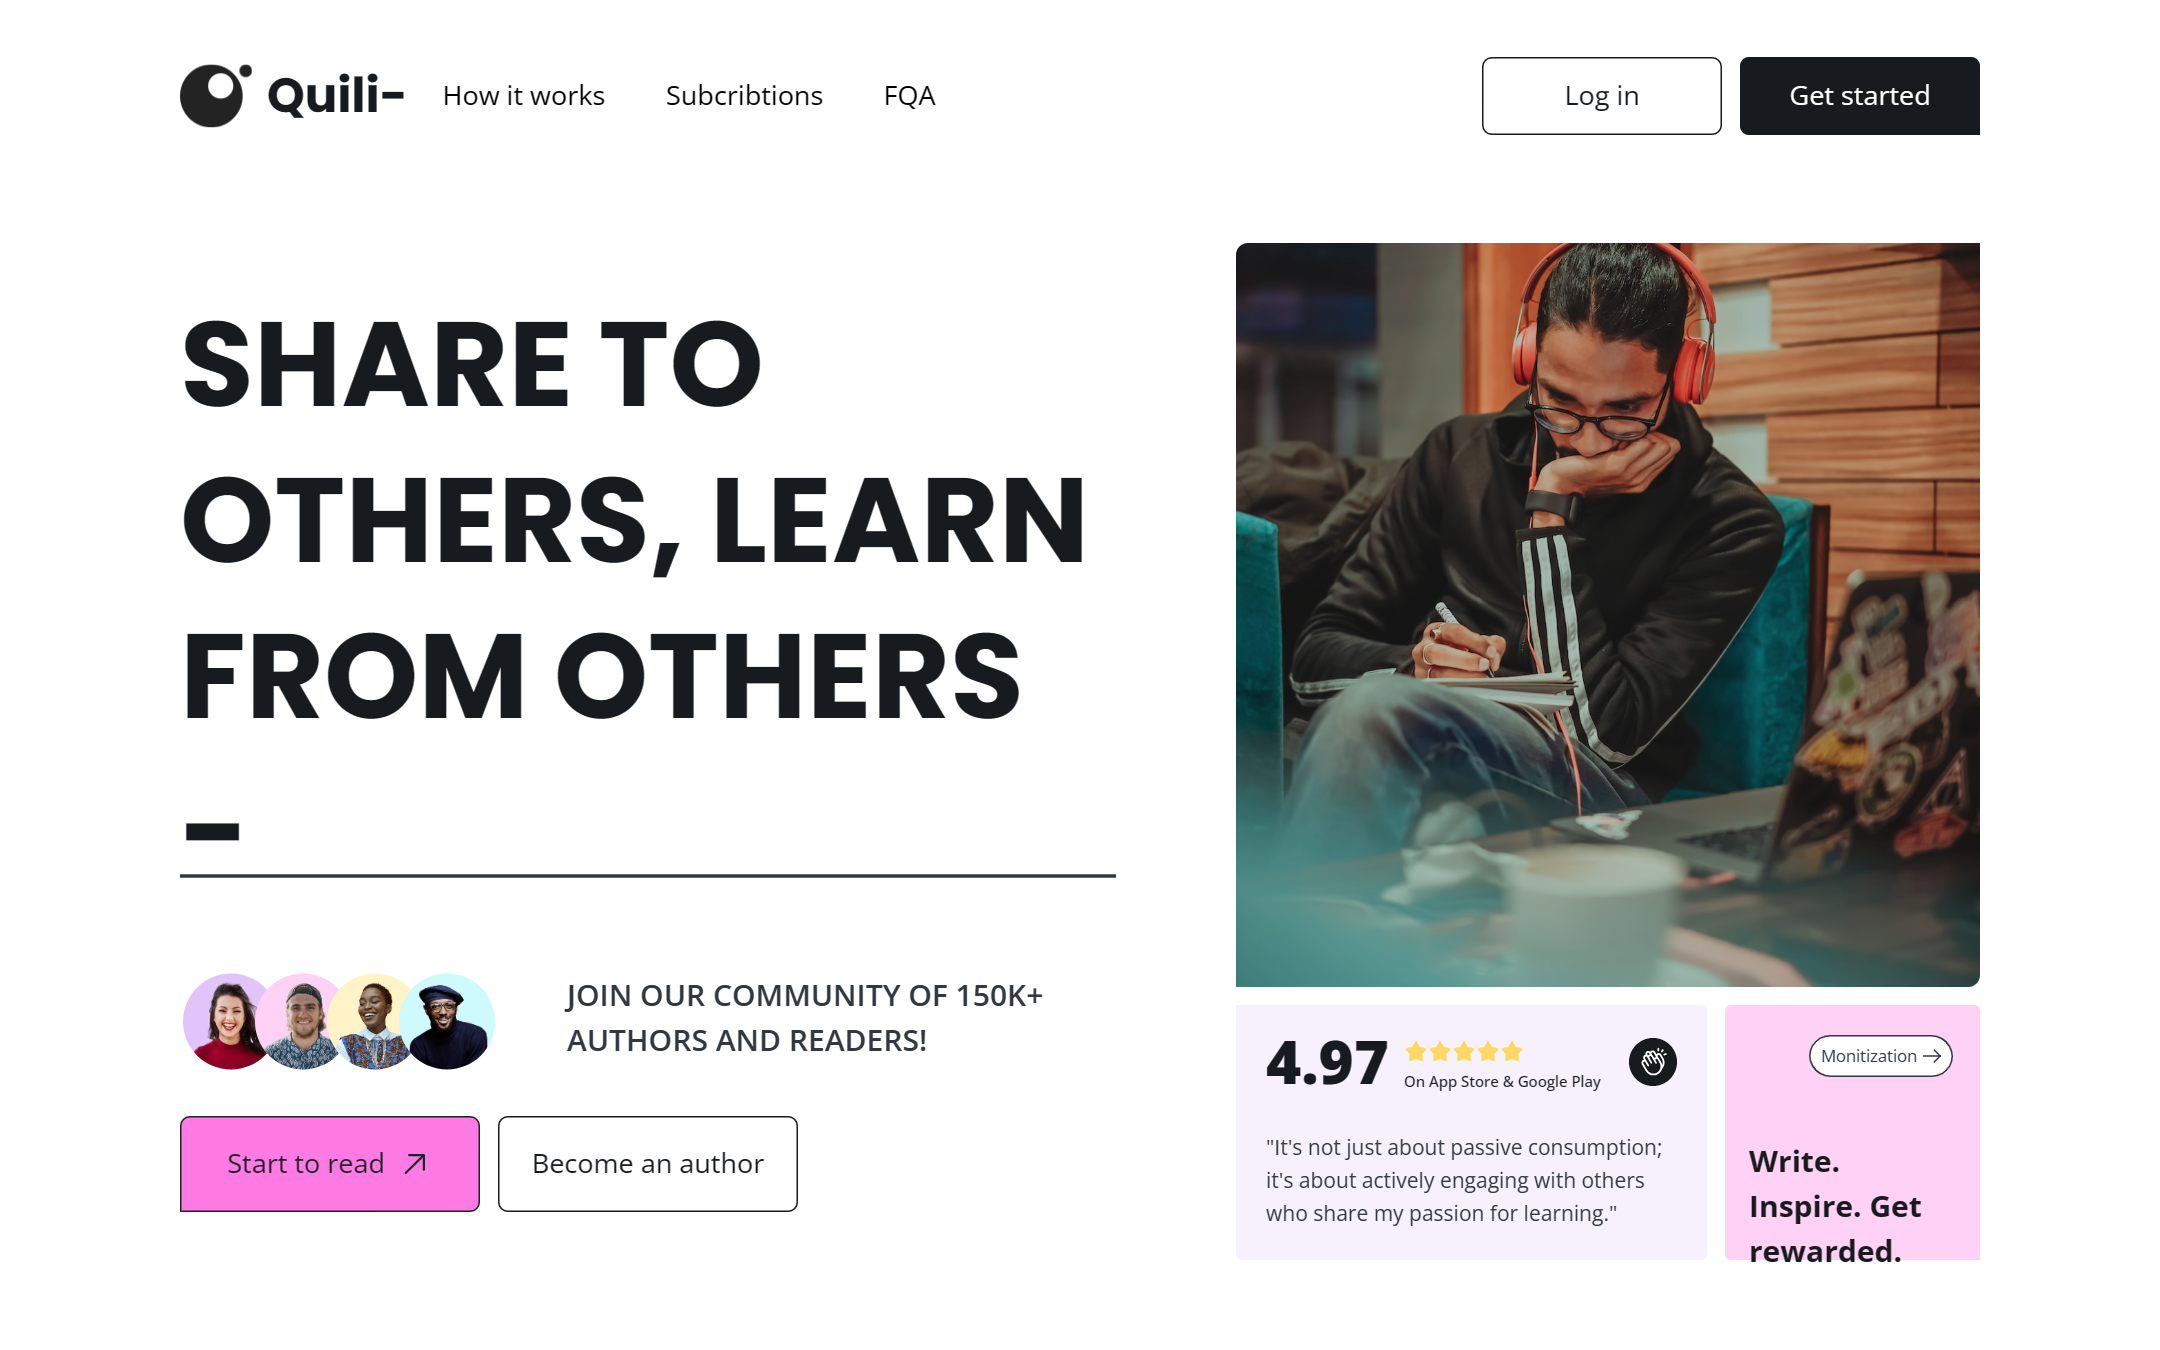 Quili-
How it works
Subcribtions
FQA
Log in
Get started
SHARE TO
OTHERS, LEARN
FROM OTHERS
-
JOIN OUR COMMUNITY OF 150K+
AUTHORS AND READERS!
Start to read
Become an author
4.97
On App Store & Google Play
"It's not just about passive consumption;
it's about actively engaging with others
who share my passion for learning."
Monitization
Write.
Inspire. Get
rewarded.